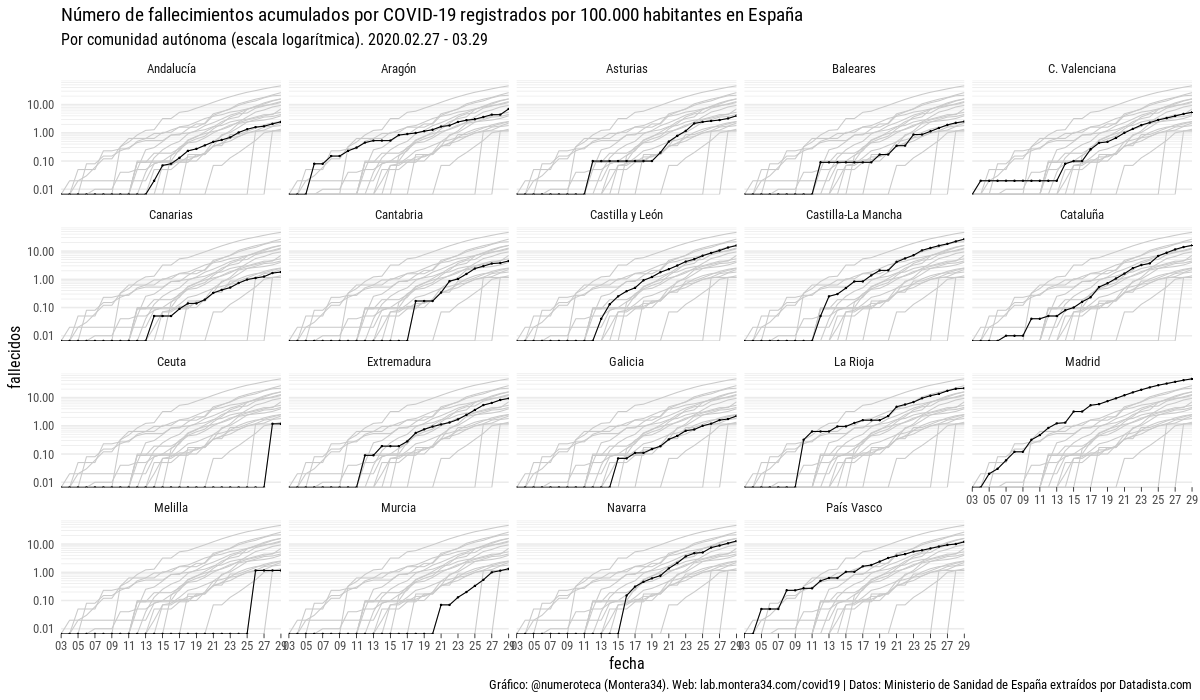 Número de fallecimientos acumulados por COVID-19 registrados por 100.000 habitantes en España
Por comunidad autónoma (escala logarítmica). 2020.02.27 - 03.29
Andalucía Aragón Asturias Baleares C. Valenciana
10.00
1.00
0.10
0.01
Canarias Cantabria Castilla y León Castilla-La Mancha Cataluña
10.00
1.00
0.10
0.01
fallecidos
Ceuta Extremadura Galicia La Rioja Madrid
10.00
1.00
0.10
0.01
03 05 07 09 11 13 15 17 19 21 23 25 27 29
Melilla Murcia Navarra País Vasco
10.00
1.00
0.10
0.01
03 05 07 09 11 13 15 17 19 21 23 25 27 29 03 05 07 09 11 13 15 17 19 21 23 25 27 29 03 05 07 09 11 13 15 17 19 21 23 25 27 29 03 05 07 09 11 13 15 17 19 21 23 25 27 29
fecha
Gráfico: @numeroteca (Montera34). Web: lab.montera34.com/covid19 | Datos: Ministerio de Sanidad de España extraídos por Datadista.com